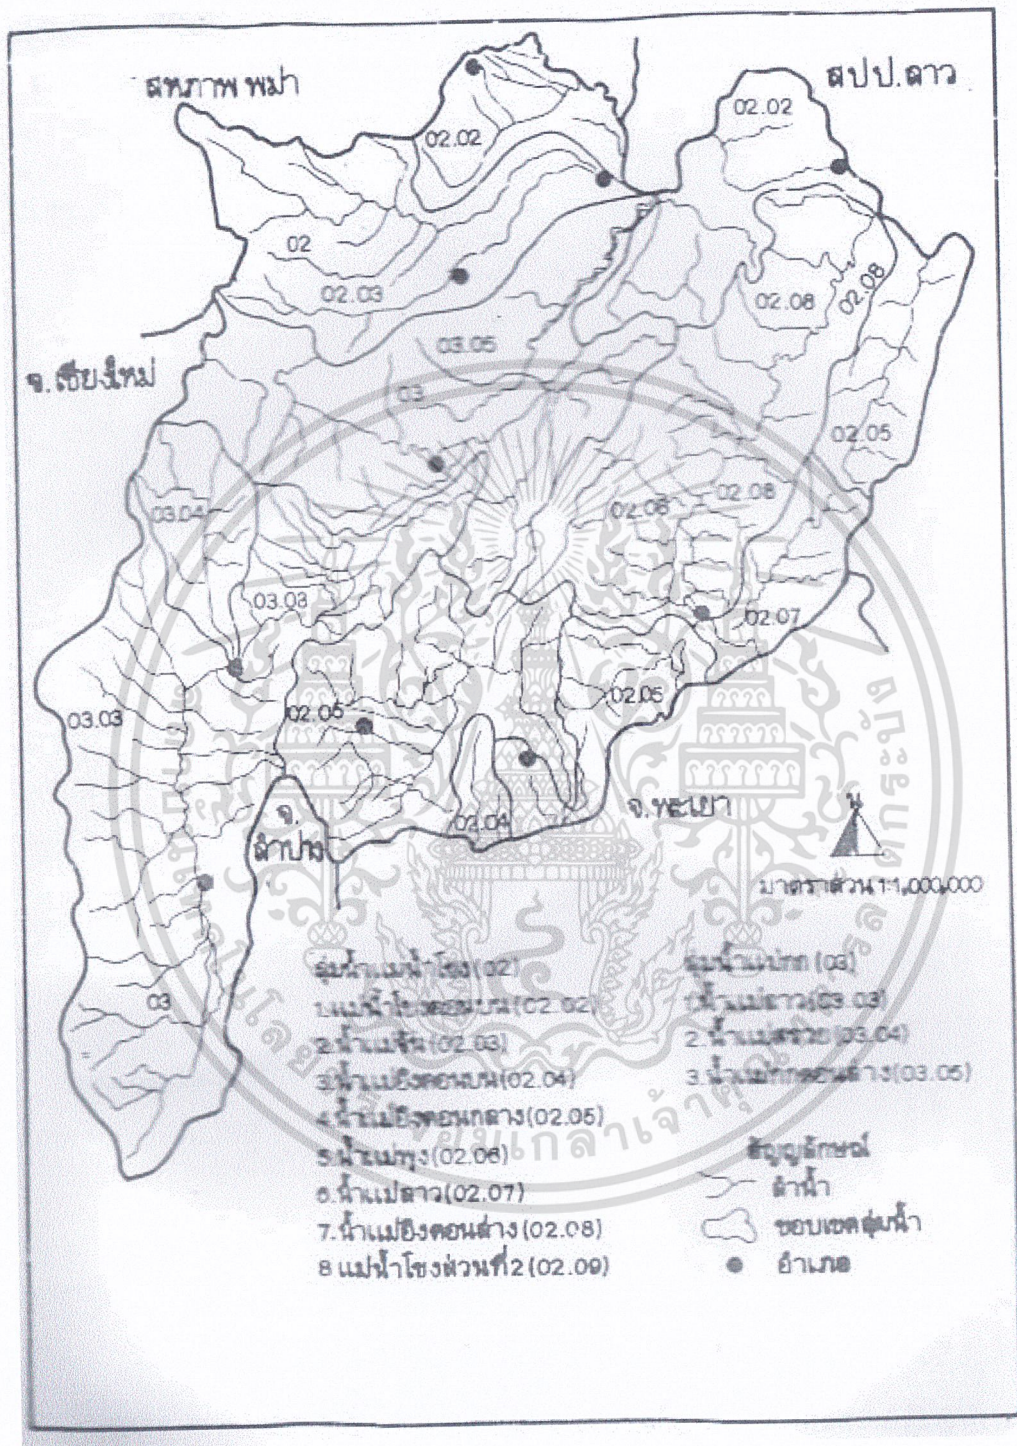 สหภาพ พม่า
ส ป ป. ลาว
02.02
02.02
02
02.03
02.08
02.08
03.05
จ. เชียงใหม่
03
02.05
03.04
02.08
02.08
03.03
02.07
02.05
03.03
02.05
จ. ลำปาง
02.04
จ. พะเยา
น
มาตราส่วน 1:1,000,000
03
ลุ่มน้ำแม่น้ำโขง (02)
1.แม่น้ำโขงตอนบน (02.02)
2.น้ำแม่จัน (02.03)
3.น้ำแม่อิงตอนบน (02.04)
4.น้ำแม่อิงตอนกลาง (02.05)
5.น้ำแม่พุง (02.06)
6.น้ำแม่ลาว (02.07)
7.น้ำแม่อิงตอนล่าง (02.08)
8 แม่น้ำโขงส่วนที่ 2 (02.09)
ลุ่มน้ำแม่กก (03)
1.น้ำแม่ลาว (03.03)
2.น้ำแม่สรวย (03.04)
3.น้ำแม่กกตอนล่าง (03.05)
สัญญลักษณ์
ลำน้ำ
ขอบเขตลุ่มน้ำ
อำเภอ